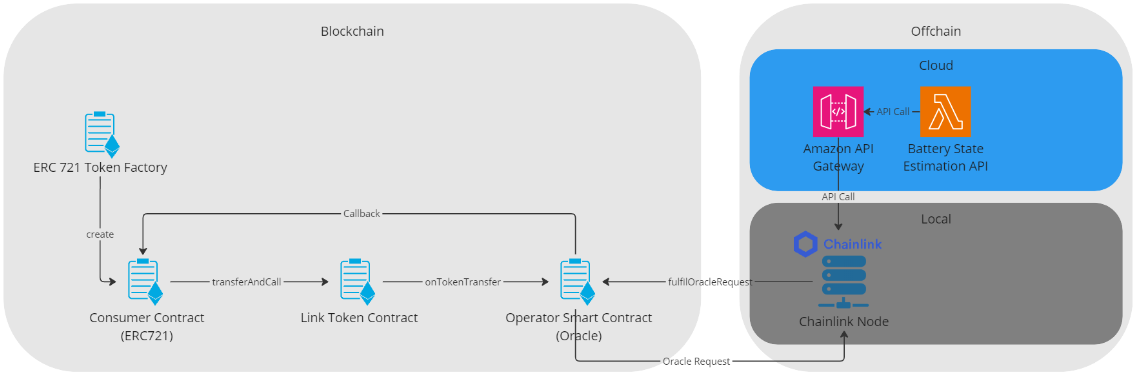 Blockchain
Offchain
Cloud
API Call
Amazon API
Gateway
Battery State
Estimation API
ERC 721 Token Factory
API Call
Local
Callback
create
Chainlink
transferAndCall
onTokenTransfer
fulfilOracleRequest
Consumer Contract
(ERC721)
Link Token Contract
Operator Smart Contract
(Oracle)
Chainlink Node
Oracle Request